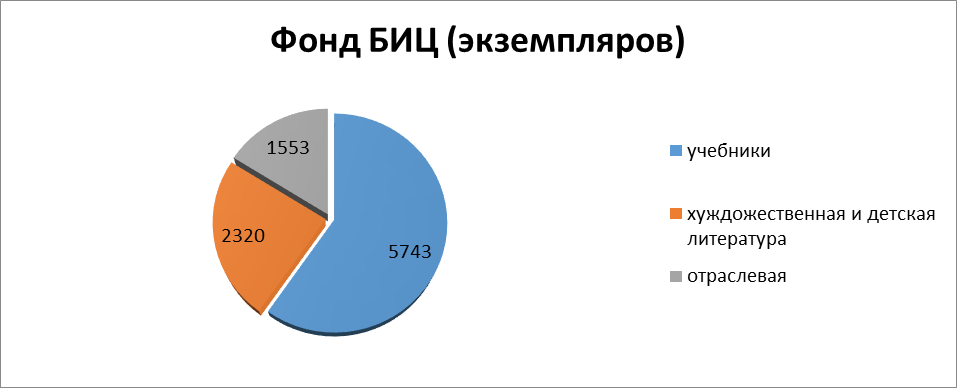 Фонд БИЦ (экземпляров)
1553
2320
5743
учебники
хуждожественная и детская
литература
отраслевая